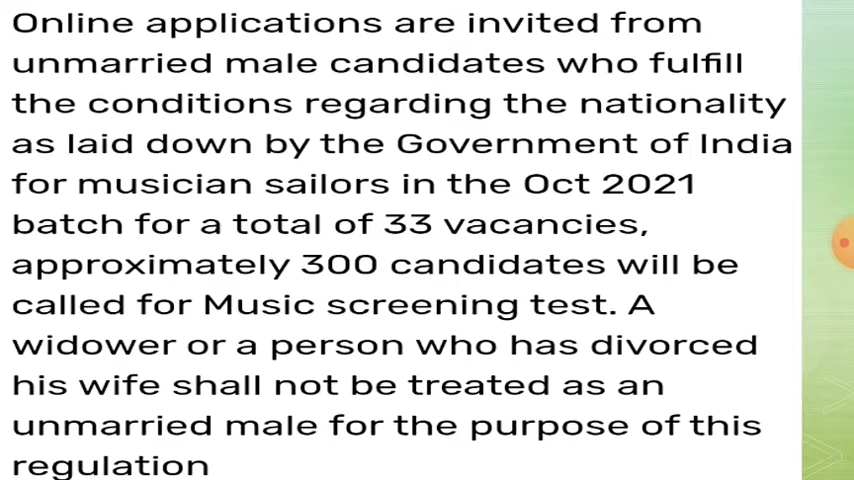 Online applications are invited from
unmarried male candidates who fulfill
the conditions regarding the nationality
as laid down by the Government of India
for musician sailors in the Oct 2021
batch for a total of 33 vacancies,
approximately 300 candidates will be
called for Music screening test. A
widower or a person who has divorced
his wife shall not be treated as an
unmarried male for the purpose of this
regulation